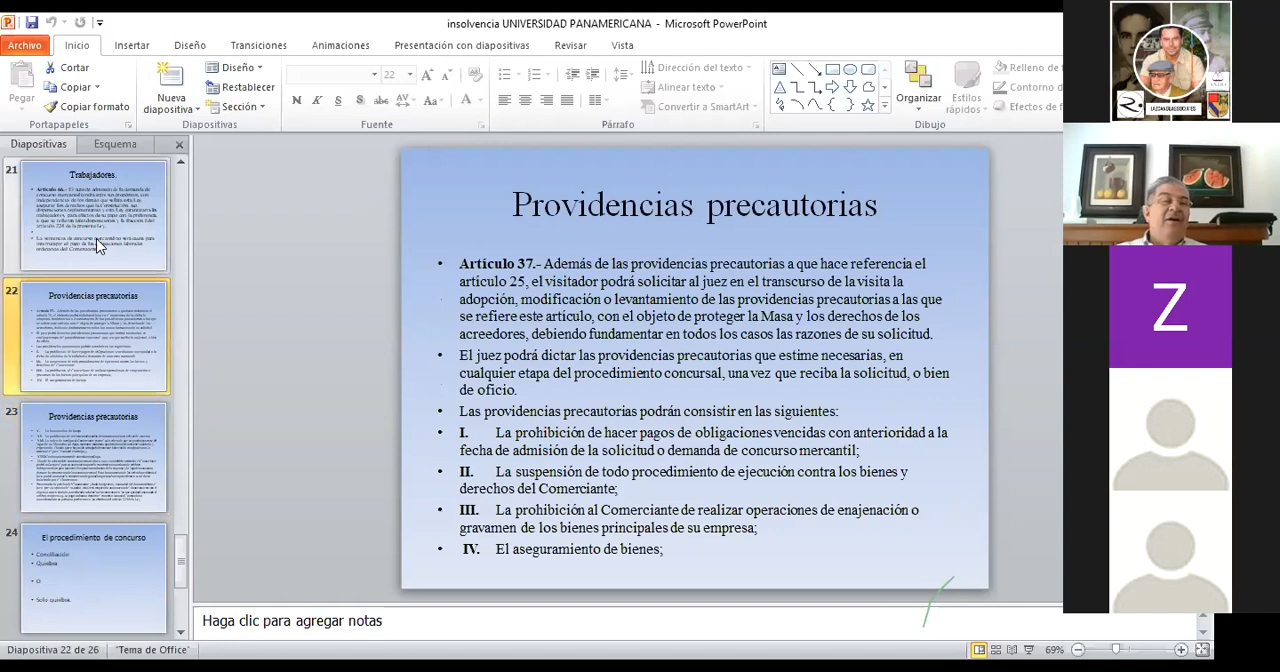 insolvencia UNIVERSIDAD PANAMERICANA - Microsoft PowerPoint
Archivo Inicio Insertar Diseño Transiciones Animaciones Presentación con diapositivas Revisar Vista
Pegar
Cortar
Copiar
Copiar formato
Portapapeles
Nueva
diapositiva
Diseño
Restablecer
Sección
Diapositivas
22
N K S S abc AV Aa A
Fuente
Dirección del texto
Alinear texto
Convertir a SmartArt
Párrafo
Organizar
Estilos
rápidos
Relleno de
Contorno d
Efectos de f
Dibujo
Diapositivas Esquema
21
Trabajadores.
22
Providencias precautorias
23
Providencias precautorias
24
El procedimiento de concurso
Conciliación
Quiebra
O
Solo quiebra
Providencias precautorias
• Artículo 37.- Además de las providencias precautorias a que hace referencia el
artículo 25, el visitador podrá solicitar al juez en el transcurso de la visita la
adopción, modificación o levantamiento de las providencias precautorias a las que
se refiere este artículo, con el objeto de proteger la Masa y los derechos de los
acreedores, debiendo fundamentar en todos los casos las razones de su solicitud.
• El juez podrá dictar las providencias precautorias que estime necesarias, en
cualquier etapa del procedimiento concursal, una vez que reciba la solicitud, o bien
de oficio.
• Las providencias precautorias podrán consistir en las siguientes:
• I. La prohibición de hacer pagos de obligaciones vencidas con anterioridad a la
fecha de admisión de la solicitud o demanda de concurso mercantil;
• II. La suspensión de todo procedimiento de ejecución contra los bienes y
derechos del Comerciante;
• III. La prohibición al Comerciante de realizar operaciones de enajenación o
gravamen de los bienes principales de su empresa;
• IV. El aseguramiento de bienes;
Haga clic para agregar notas
Diapositiva 22 de 26 "Tema de Office" 69%
Z